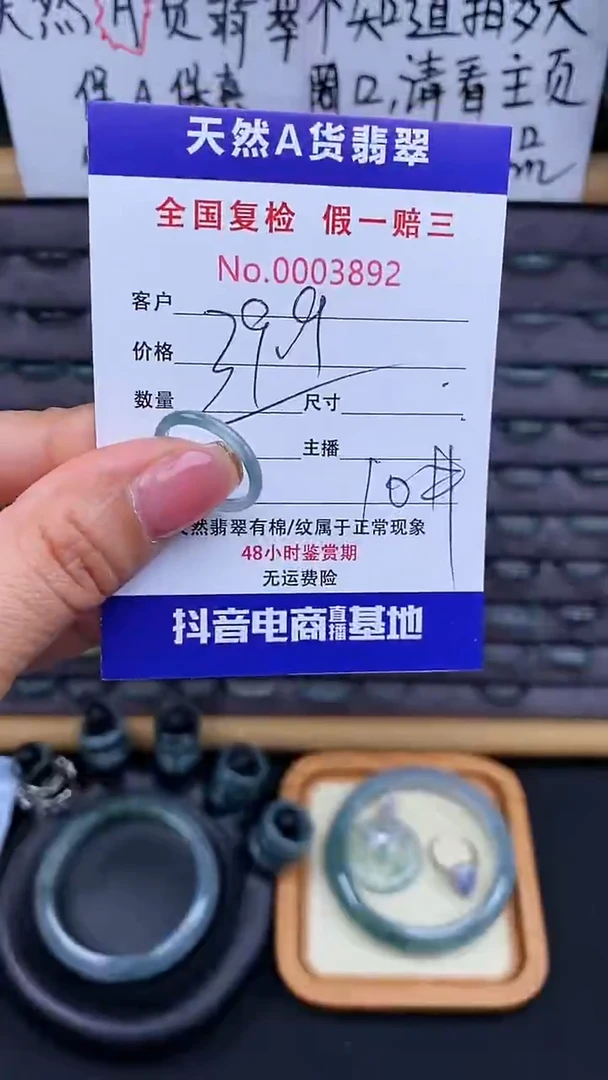 天然A货翡翠不知道拍多大
保A保真 圈口,请看主页
天然A货翡翠
全国复检 假一赔三
No.0003892
客户
价格 39.9
数量 尺寸
主播
10#
天然翡翠有棉/纹属于正常现象
48小时鉴赏期
无运费险
抖音电商直播基地